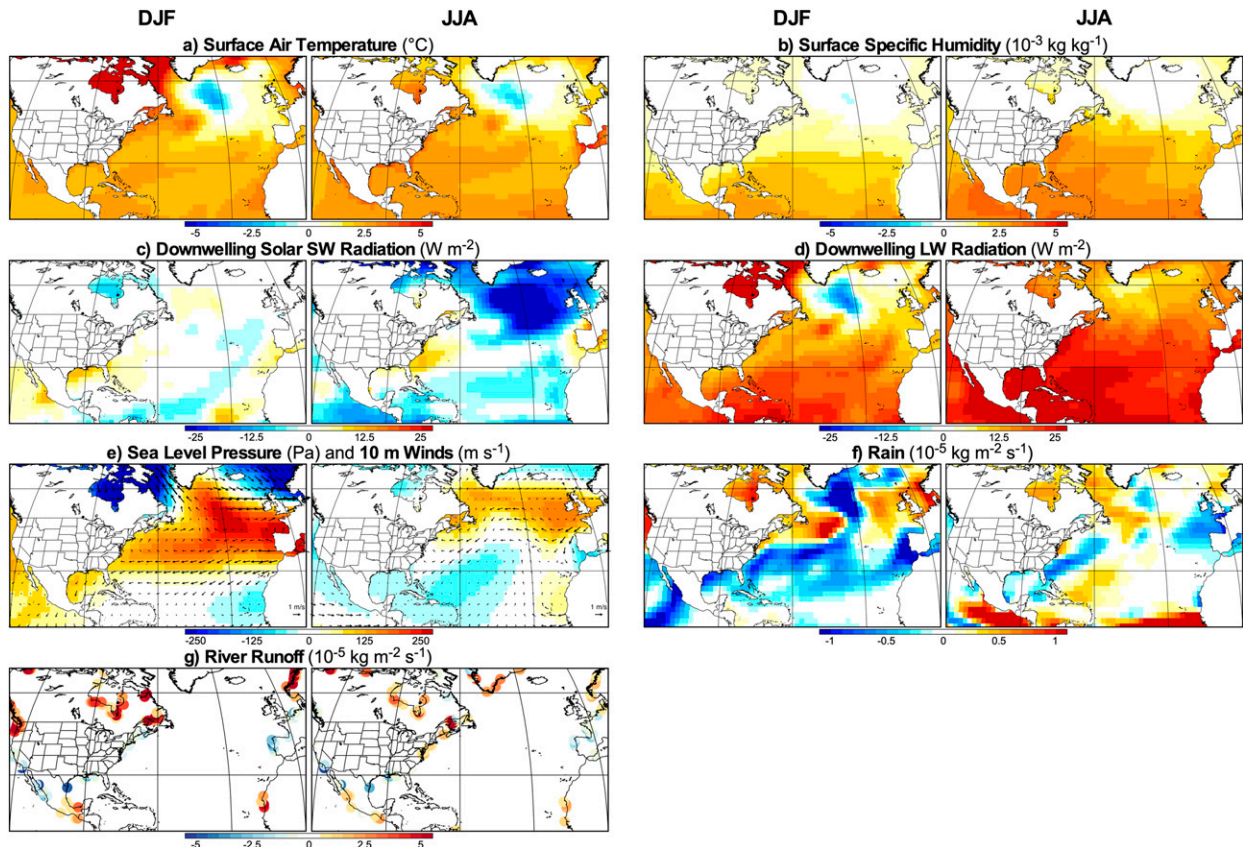 DJF JJA DJF JJA
a) Surface Air Temperature (°C) b) Surface Specific Humidity (10⁻³ kg kg⁻¹)
-5 -2.5 0 2.5 5 -5 -2.5 0 2.5 5
c) Downwelling Solar SW Radiation (W m⁻²) d) Downwelling LW Radiation (W m⁻²)
-25 -12.5 0 12.5 25 -25 -12.5 0 12.5 25
e) Sea Level Pressure (Pa) and 10 m Winds (m s⁻¹) f) Rain (10⁻⁵ kg m⁻² s⁻¹)
1 m/s 1 m/s
-250 -125 0 125 250 -1 -0.5 0 0.5 1
g) River Runoff (10⁻⁵ kg m⁻² s⁻¹)
-5 -2.5 0 2.5 5